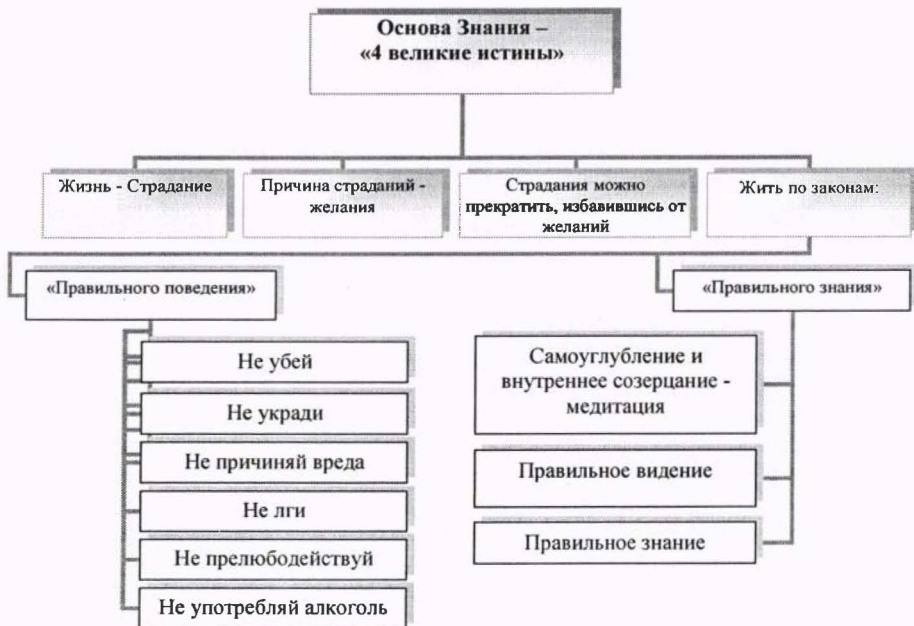 Основа Знания –
«4 великие истины»
Жизнь - Страдание
Причина страданий -
желания
Страдания можно
прекратить, избавившись от
желаний
Жить по законам:
«Правильного поведения»
Не убей
Не укради
Не причиняй вреда
Не лги
Не прелюбодействуй
Не употребляй алкоголь
«Правильного знания»
Самоуглубление и
внутреннее созерцание -
медитация
Правильное видение
Правильное знание